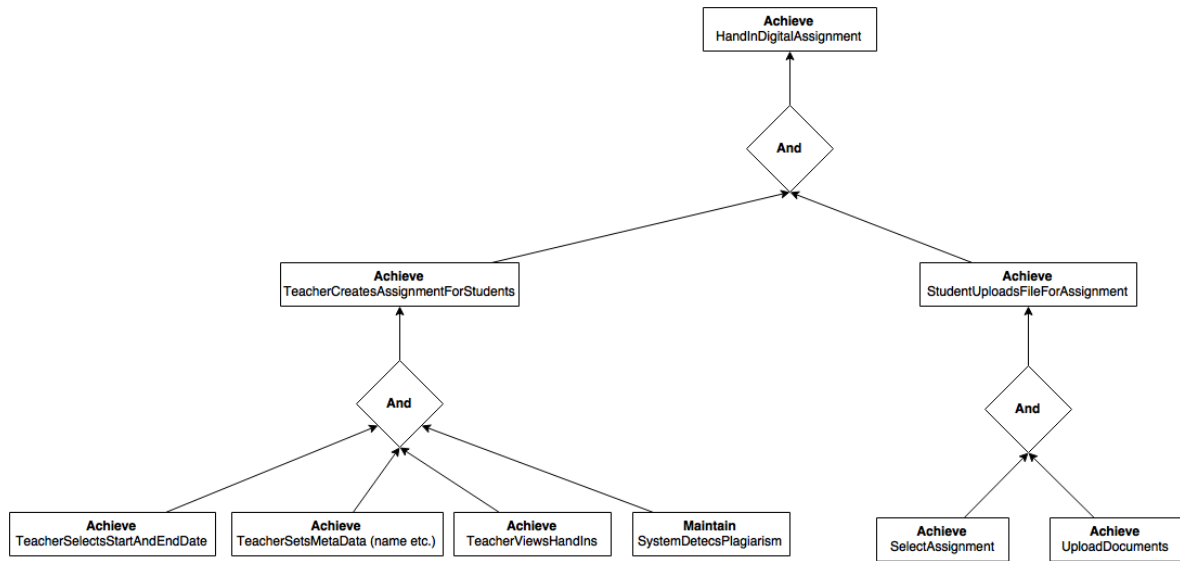 Achieve
HandInDigitalAssignment
And
Achieve
TeacherCreatesAssignmentForStudents
Achieve
StudentUploadsFileForAssignment
And
And
Achieve
TeacherSelectsStartAndEndDate
Achieve
TeacherSetsMetaData (name etc.)
Achieve
TeacherViewsHandIns
Maintain
SystemDetecsPlagiarism
Achieve
SelectAssignment
Achieve
UploadDocuments